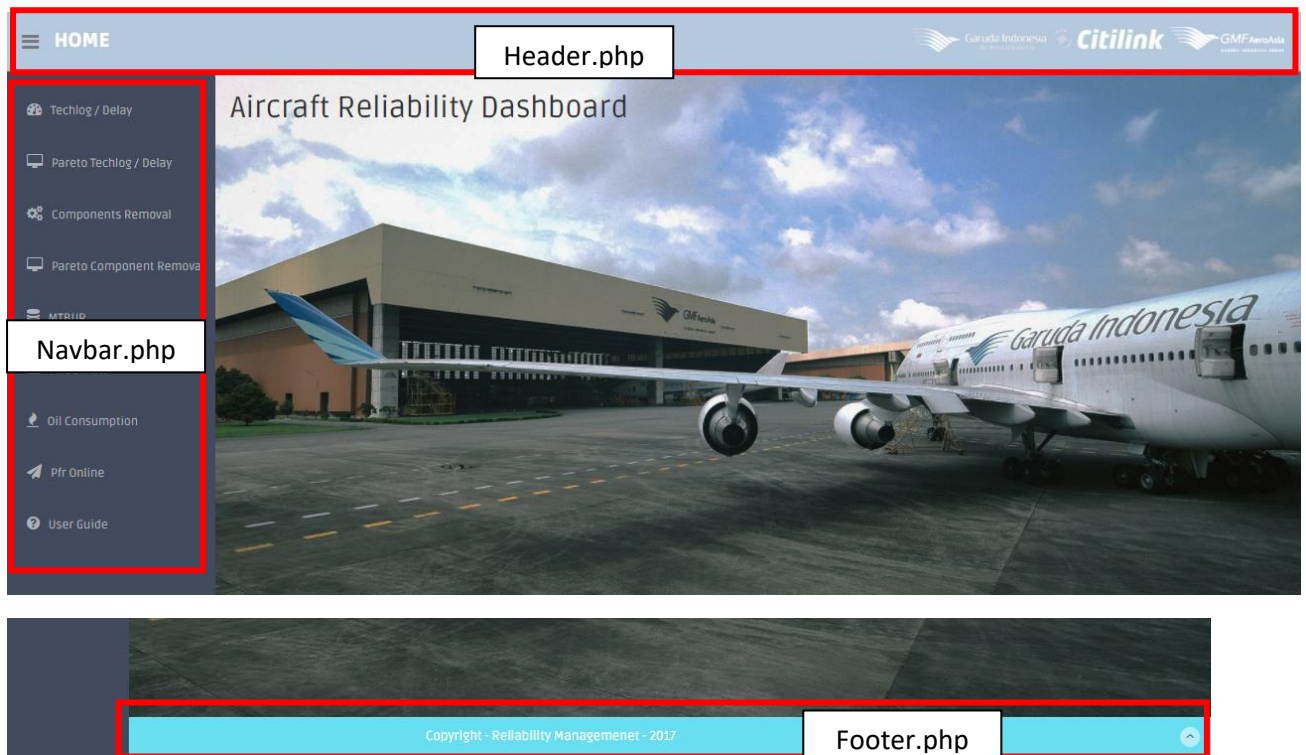 HOME
Header.php
Garuda Indonesia
Citilink
GMF AeroAsia
Aircraft Reliability Dashboard
Techlog / Delay
Pareto Techlog / Delay
Components Removal
Pareto Component Remova
MTBUR
Navbar.php
Oil Consumption
Pfr Online
User Guide
GMF AeroAsia
Garuda Indonesia
Copyright - Reliability Managemenet - 2017
Footer.php